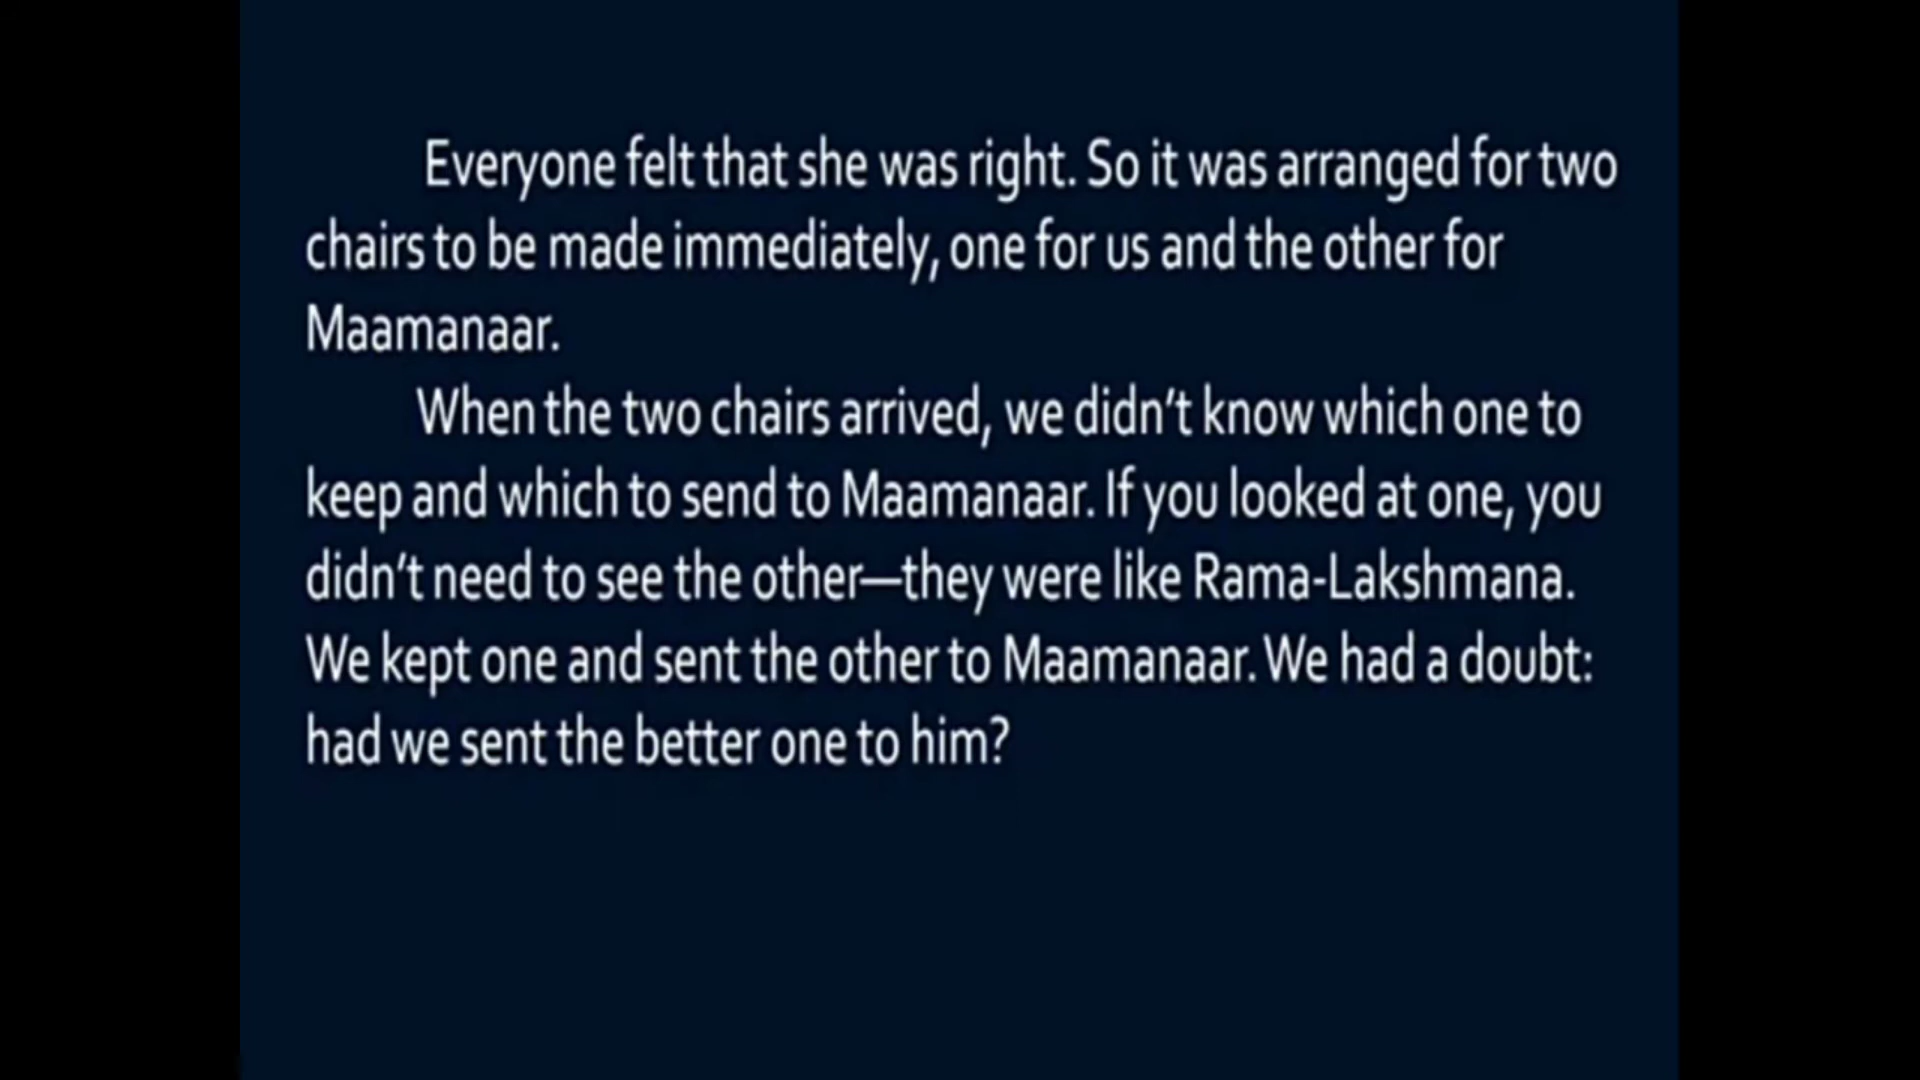 Everyone felt that she was right. So it was arranged for two
chairs to be made immediately, one for us and the other for
Maamanaar.
When the two chairs arrived, we didn’t know which one to
keep and which to send to Maamanaar. If you looked at one, you
didn’t need to see the other—they were like Rama-Lakshmana.
We kept one and sent the other to Maamanaar. We had a doubt:
had we sent the better one to him?